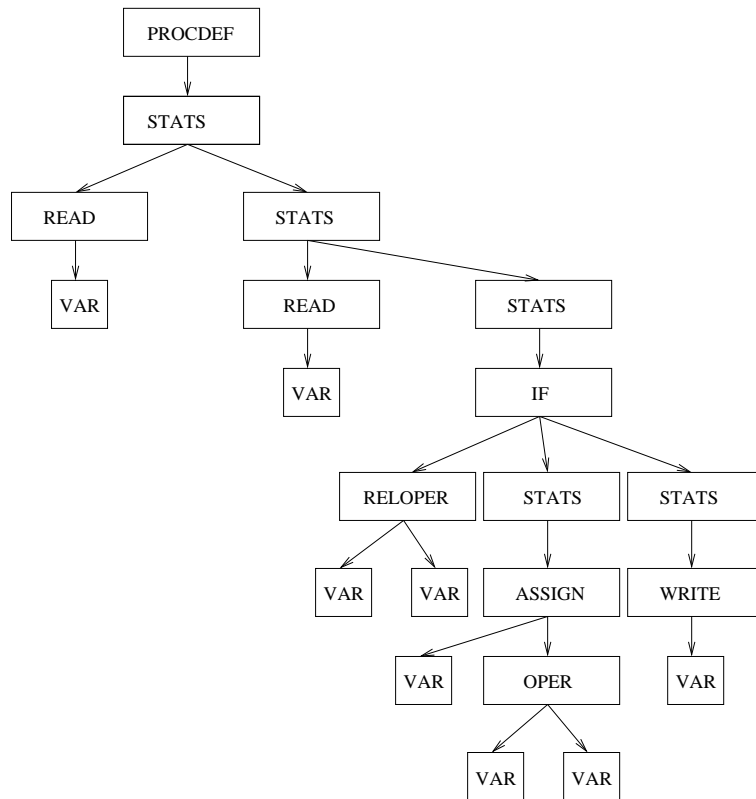 PROCDEF
STATS
READ
STATS
VAR
READ
STATS
VAR
IF
RELOPER
STATS
STATS
VAR
VAR
ASSIGN
WRITE
VAR
OPER
VAR
VAR
VAR